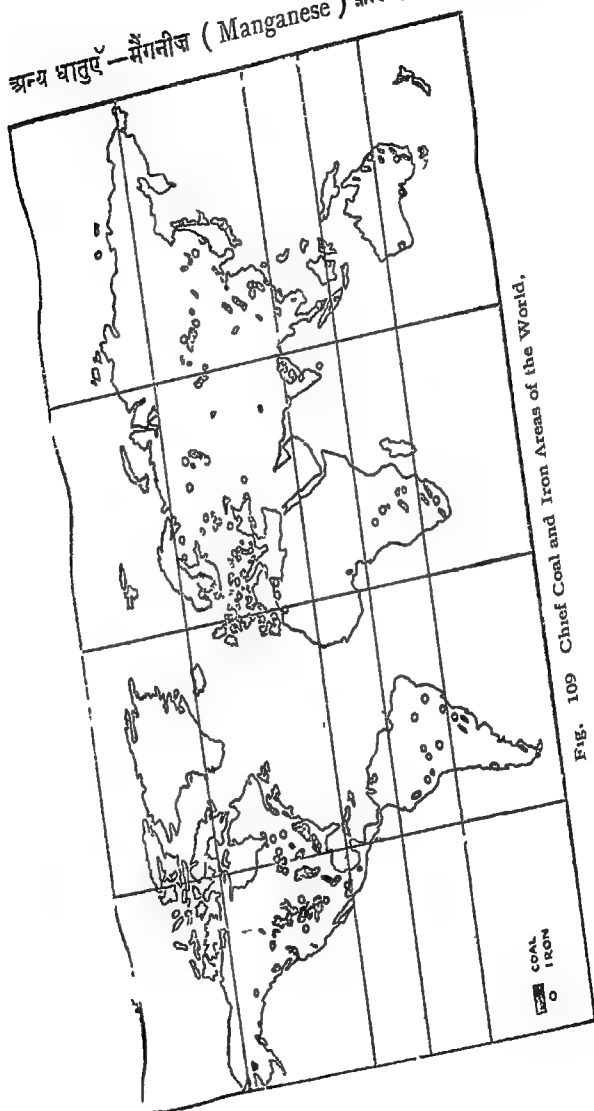 अन्य धातुएँ—मैंगनीज़ ( Manganese )
Fig. 109 Chief Coal and Iron Areas of the World,
COAL
IRON